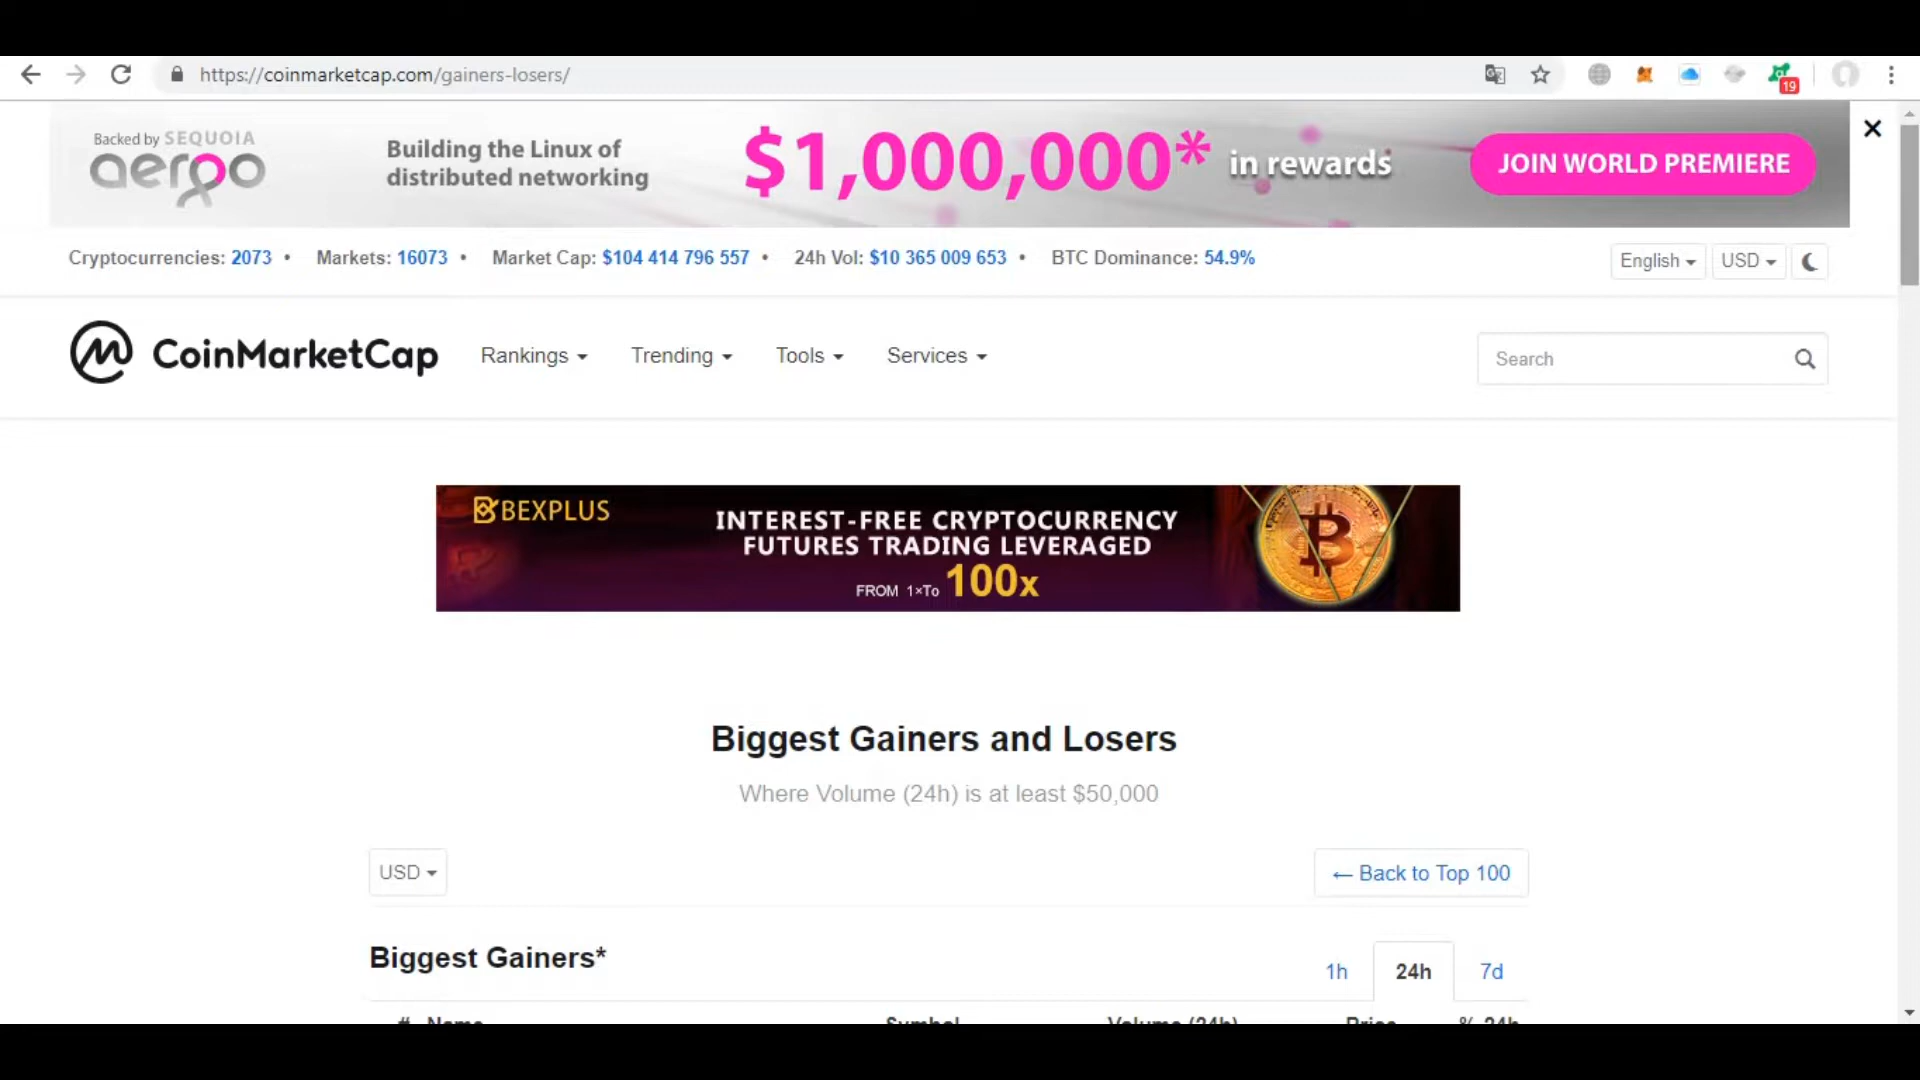 https://coinmarketcap.com/gainers-losers/
19
Backed by SEQUOIA
aergo
Building the Linux of
distributed networking
$1,000,000*
in rewards
JOIN WORLD PREMIERE
Cryptocurrencies: 2073 • Markets: 16073 • Market Cap: $104 414 796 557 • 24h Vol: $10 365 009 653 • BTC Dominance: 54.9%
English
USD
CoinMarketCap
Rankings
Trending
Tools
Services
Search
BEXPLUS
INTEREST-FREE CRYPTOCURRENCY
FUTURES TRADING LEVERAGED
FROM 1×To 100x
Biggest Gainers and Losers
Where Volume (24h) is at least $50,000
USD
← Back to Top 100
Biggest Gainers*
1h
24h
7d
# Name Symbol Volume (24h) Price % 24h